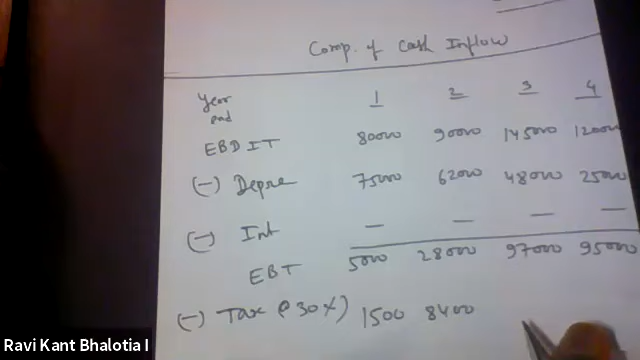 Comp. of Cash Inflow
Year end 1 2 3 4
EBDIT 80000 90000 145000 120000
(-) Depre 75000 62000 48000 25000
(-) Int — — — —
EBT 5000 28000 97000 95000
(-) Tax @30%) 1500 8400
Ravi Kant Bhalotia I